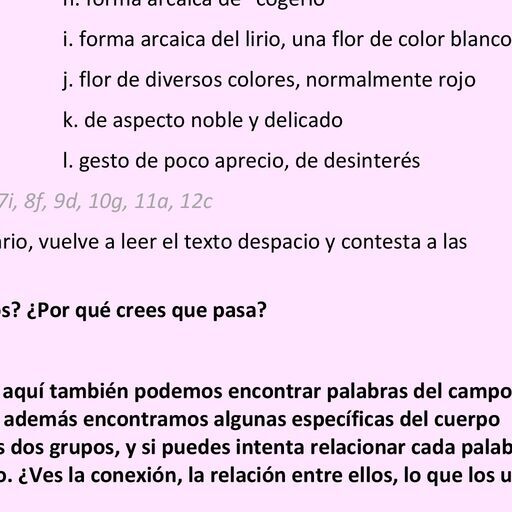 h. forma arcaica de "cogerlo"
i. forma arcaica del lirio, una flor de color blanco
j. flor de diversos colores, normalmente rojo
k. de aspecto noble y delicado
l. gesto de poco aprecio, de desinterés
7i, 8f, 9d, 10g, 11a, 12c
rio, vuelve a leer el texto despacio y contesta a las
s? ¿Por qué crees que pasa?
aquí también podemos encontrar palabras del campo
además encontramos algunas específicas del cuerpo
s dos grupos, y si puedes intenta relacionar cada palab
o. ¿Ves la conexión, la relación entre ellos, lo que los u